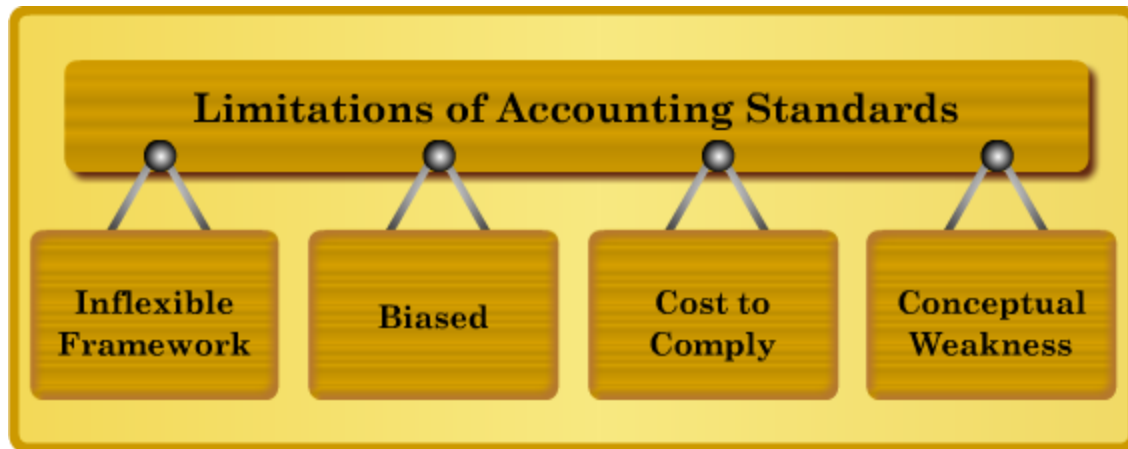 Limitations of Accounting Standards
Inflexible
Framework
Biased
Cost to
Comply
Conceptual
Weakness